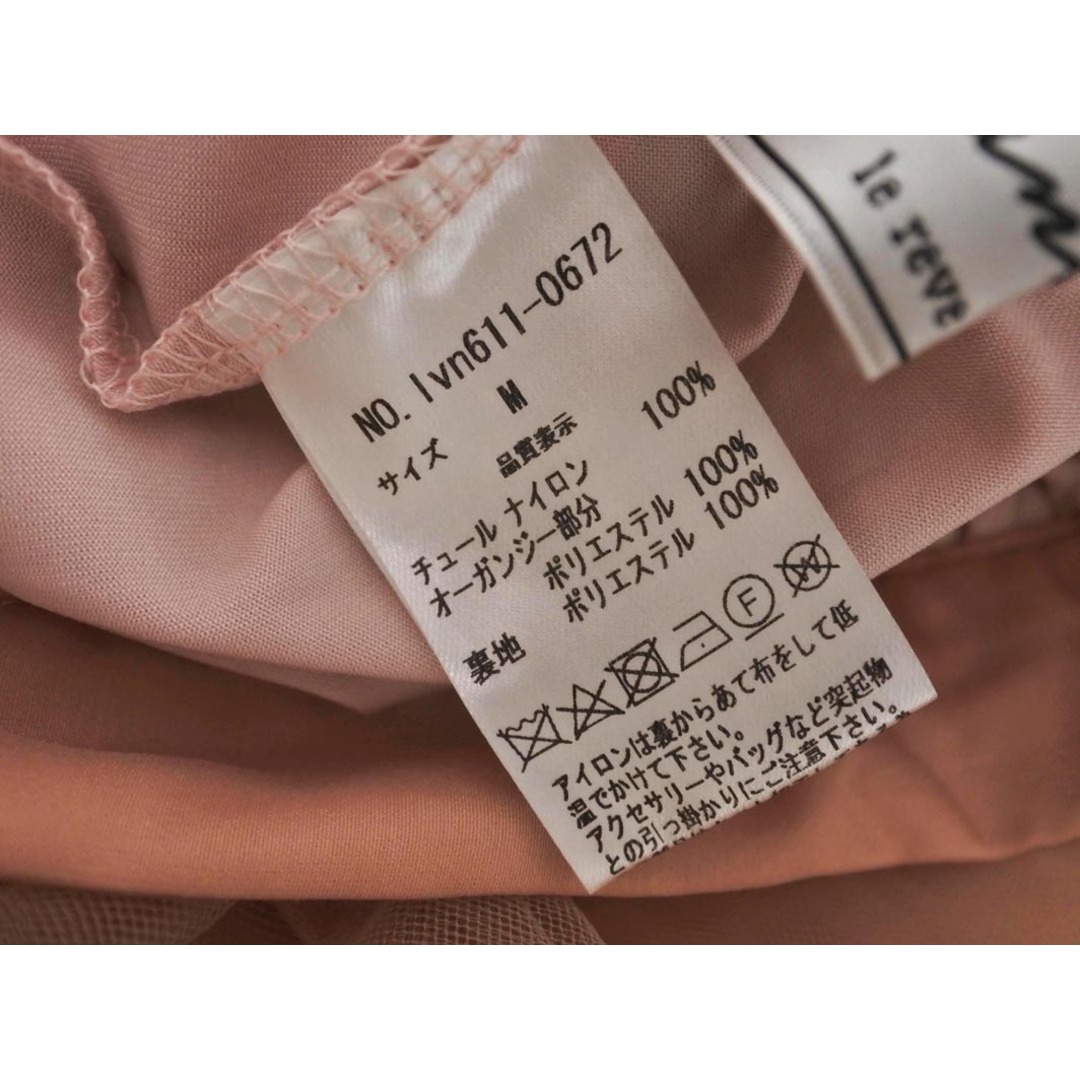 NO. lvn611-0672
サイズ M
品質表示
チュール ナイロン 100%
オーガンジー部分
ポリエステル 100%
裏地 ポリエステル 100%
F W
アイロンは裏からあて布をして低
温でかけて下さい。
アクセサリーやバッグなど突起物
との引っ掛かりにご注意下さい。
le reve